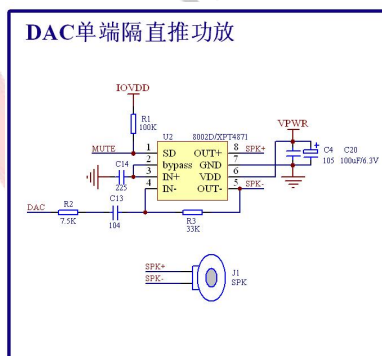 DAC单端隔直推功放
IOVDD
R1
100K
U2 8002D/XPT4871
MUTE 1 SD OUT+ 8 SPK+
2 bypass GND 7
3 IN+ VDD 6
4 IN- OUT- 5 SPK-
C14
225
VPWR
C4 C20
105 100uF/6.3V
DAC
R2
7.5K
C13
104
R3
33K
SPK+
SPK-
J1
SPK